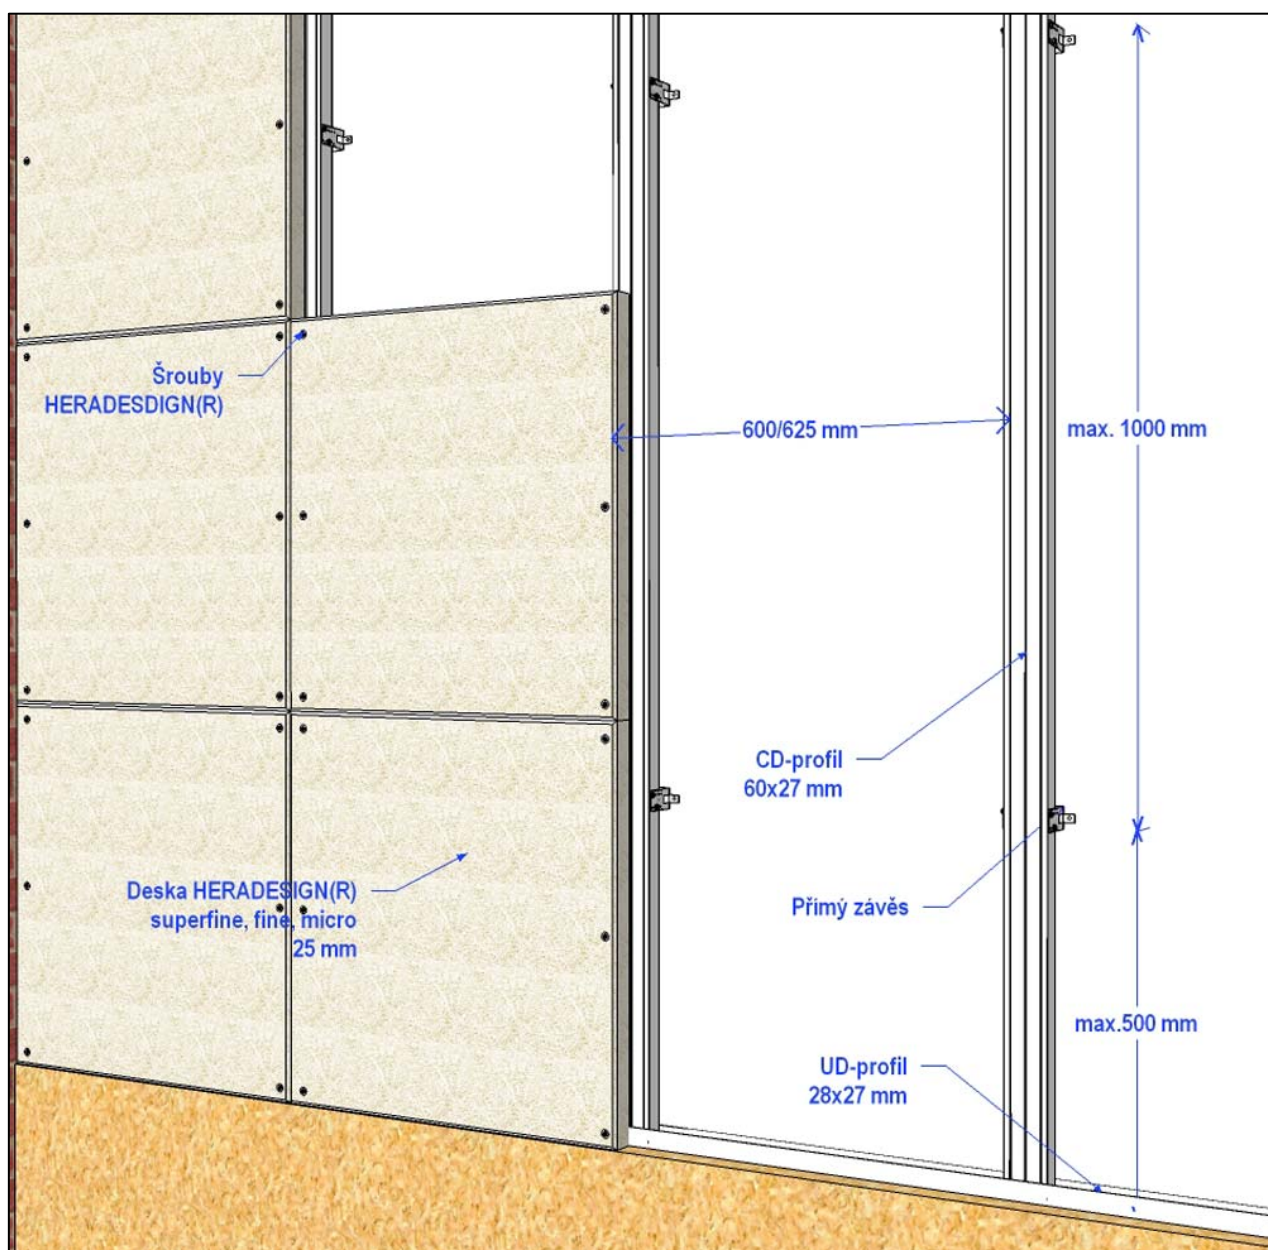 Šrouby
HERADESDIGN(R)
600/625 mm
max. 1000 mm
CD-profil
60x27 mm
Deska HERADESIGN(R)
superfine, fine, micro
25 mm
Přímý závěs
max.500 mm
UD-profil
28x27 mm